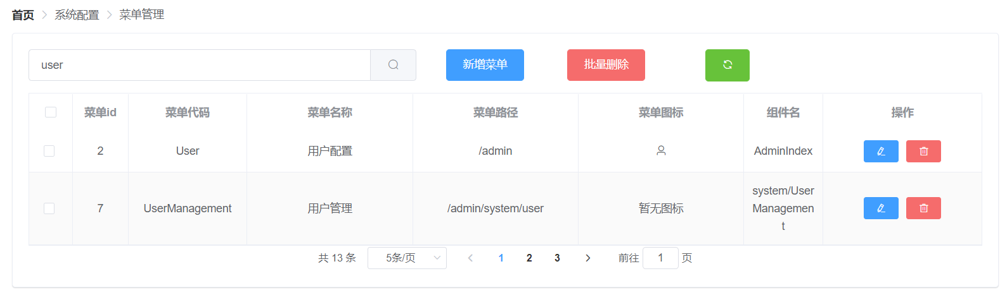 首页 系统配置 菜单管理
user 新增菜单 批量删除
菜单id 菜单代码 菜单名称 菜单路径 菜单图标 组件名 操作
2 User 用户配置 /admin AdminIndex
7 UserManagement 用户管理 /admin/system/user 暂无图标 system/User
Managemen
t
共 13 条 5条/页 1 2 3 前往 1 页